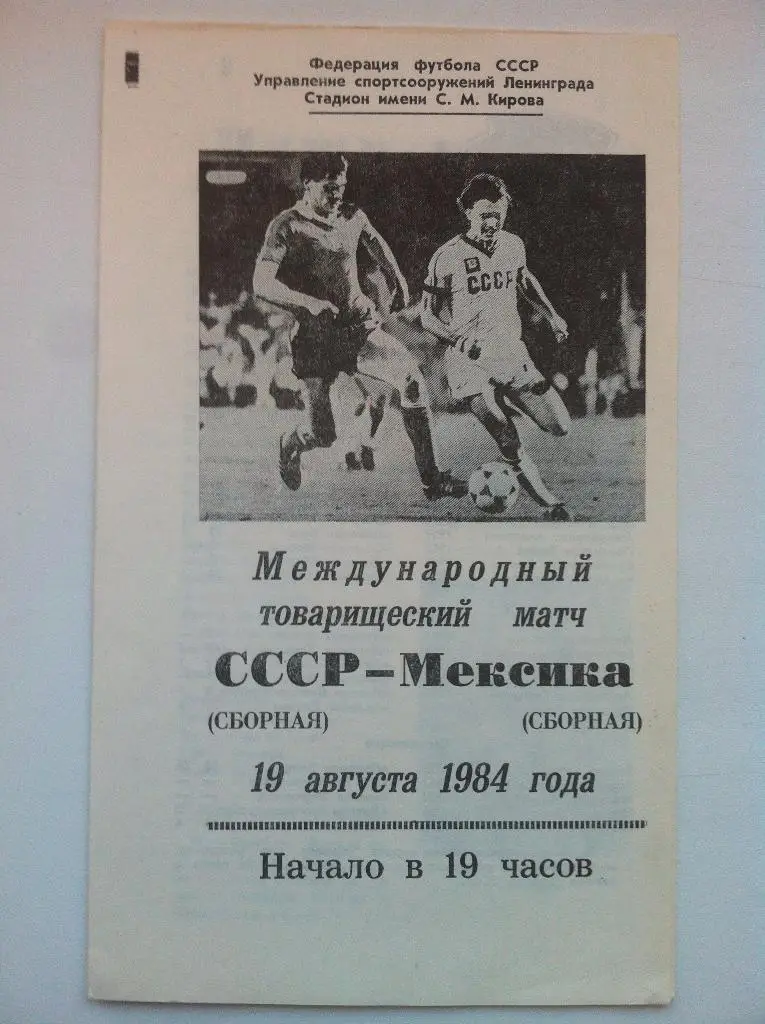 Федерация футбола СССР
Управление спортсооружений Ленинграда
Стадион имени С. М. Кирова
СССР
Международный
товарищеский матч
СССР–Мексика
(СБОРНАЯ) (СБОРНАЯ)
19 августа 1984 года
Начало в 19 часов